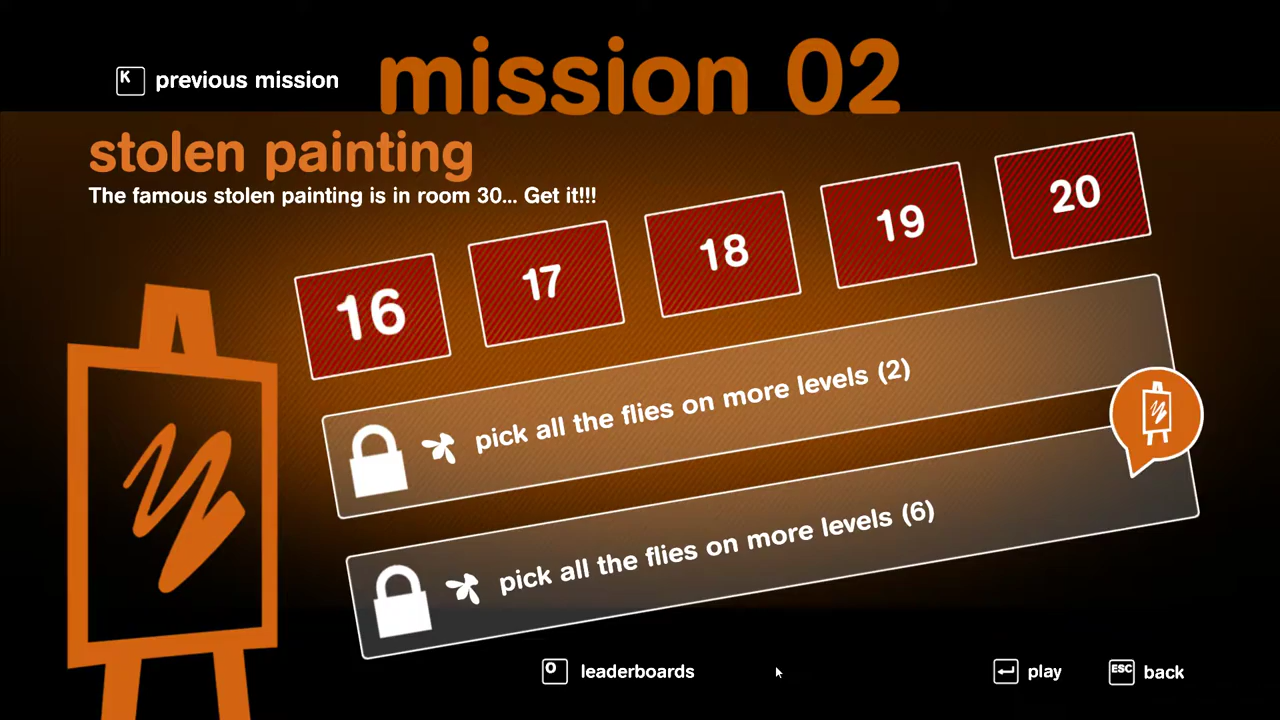 mission 02
K previous mission
stolen painting
The famous stolen painting is in room 30... Get it!!!
16 17 18 19 20
pick all the flies on more levels (2)
pick all the flies on more levels (6)
O leaderboards
play
ESC back